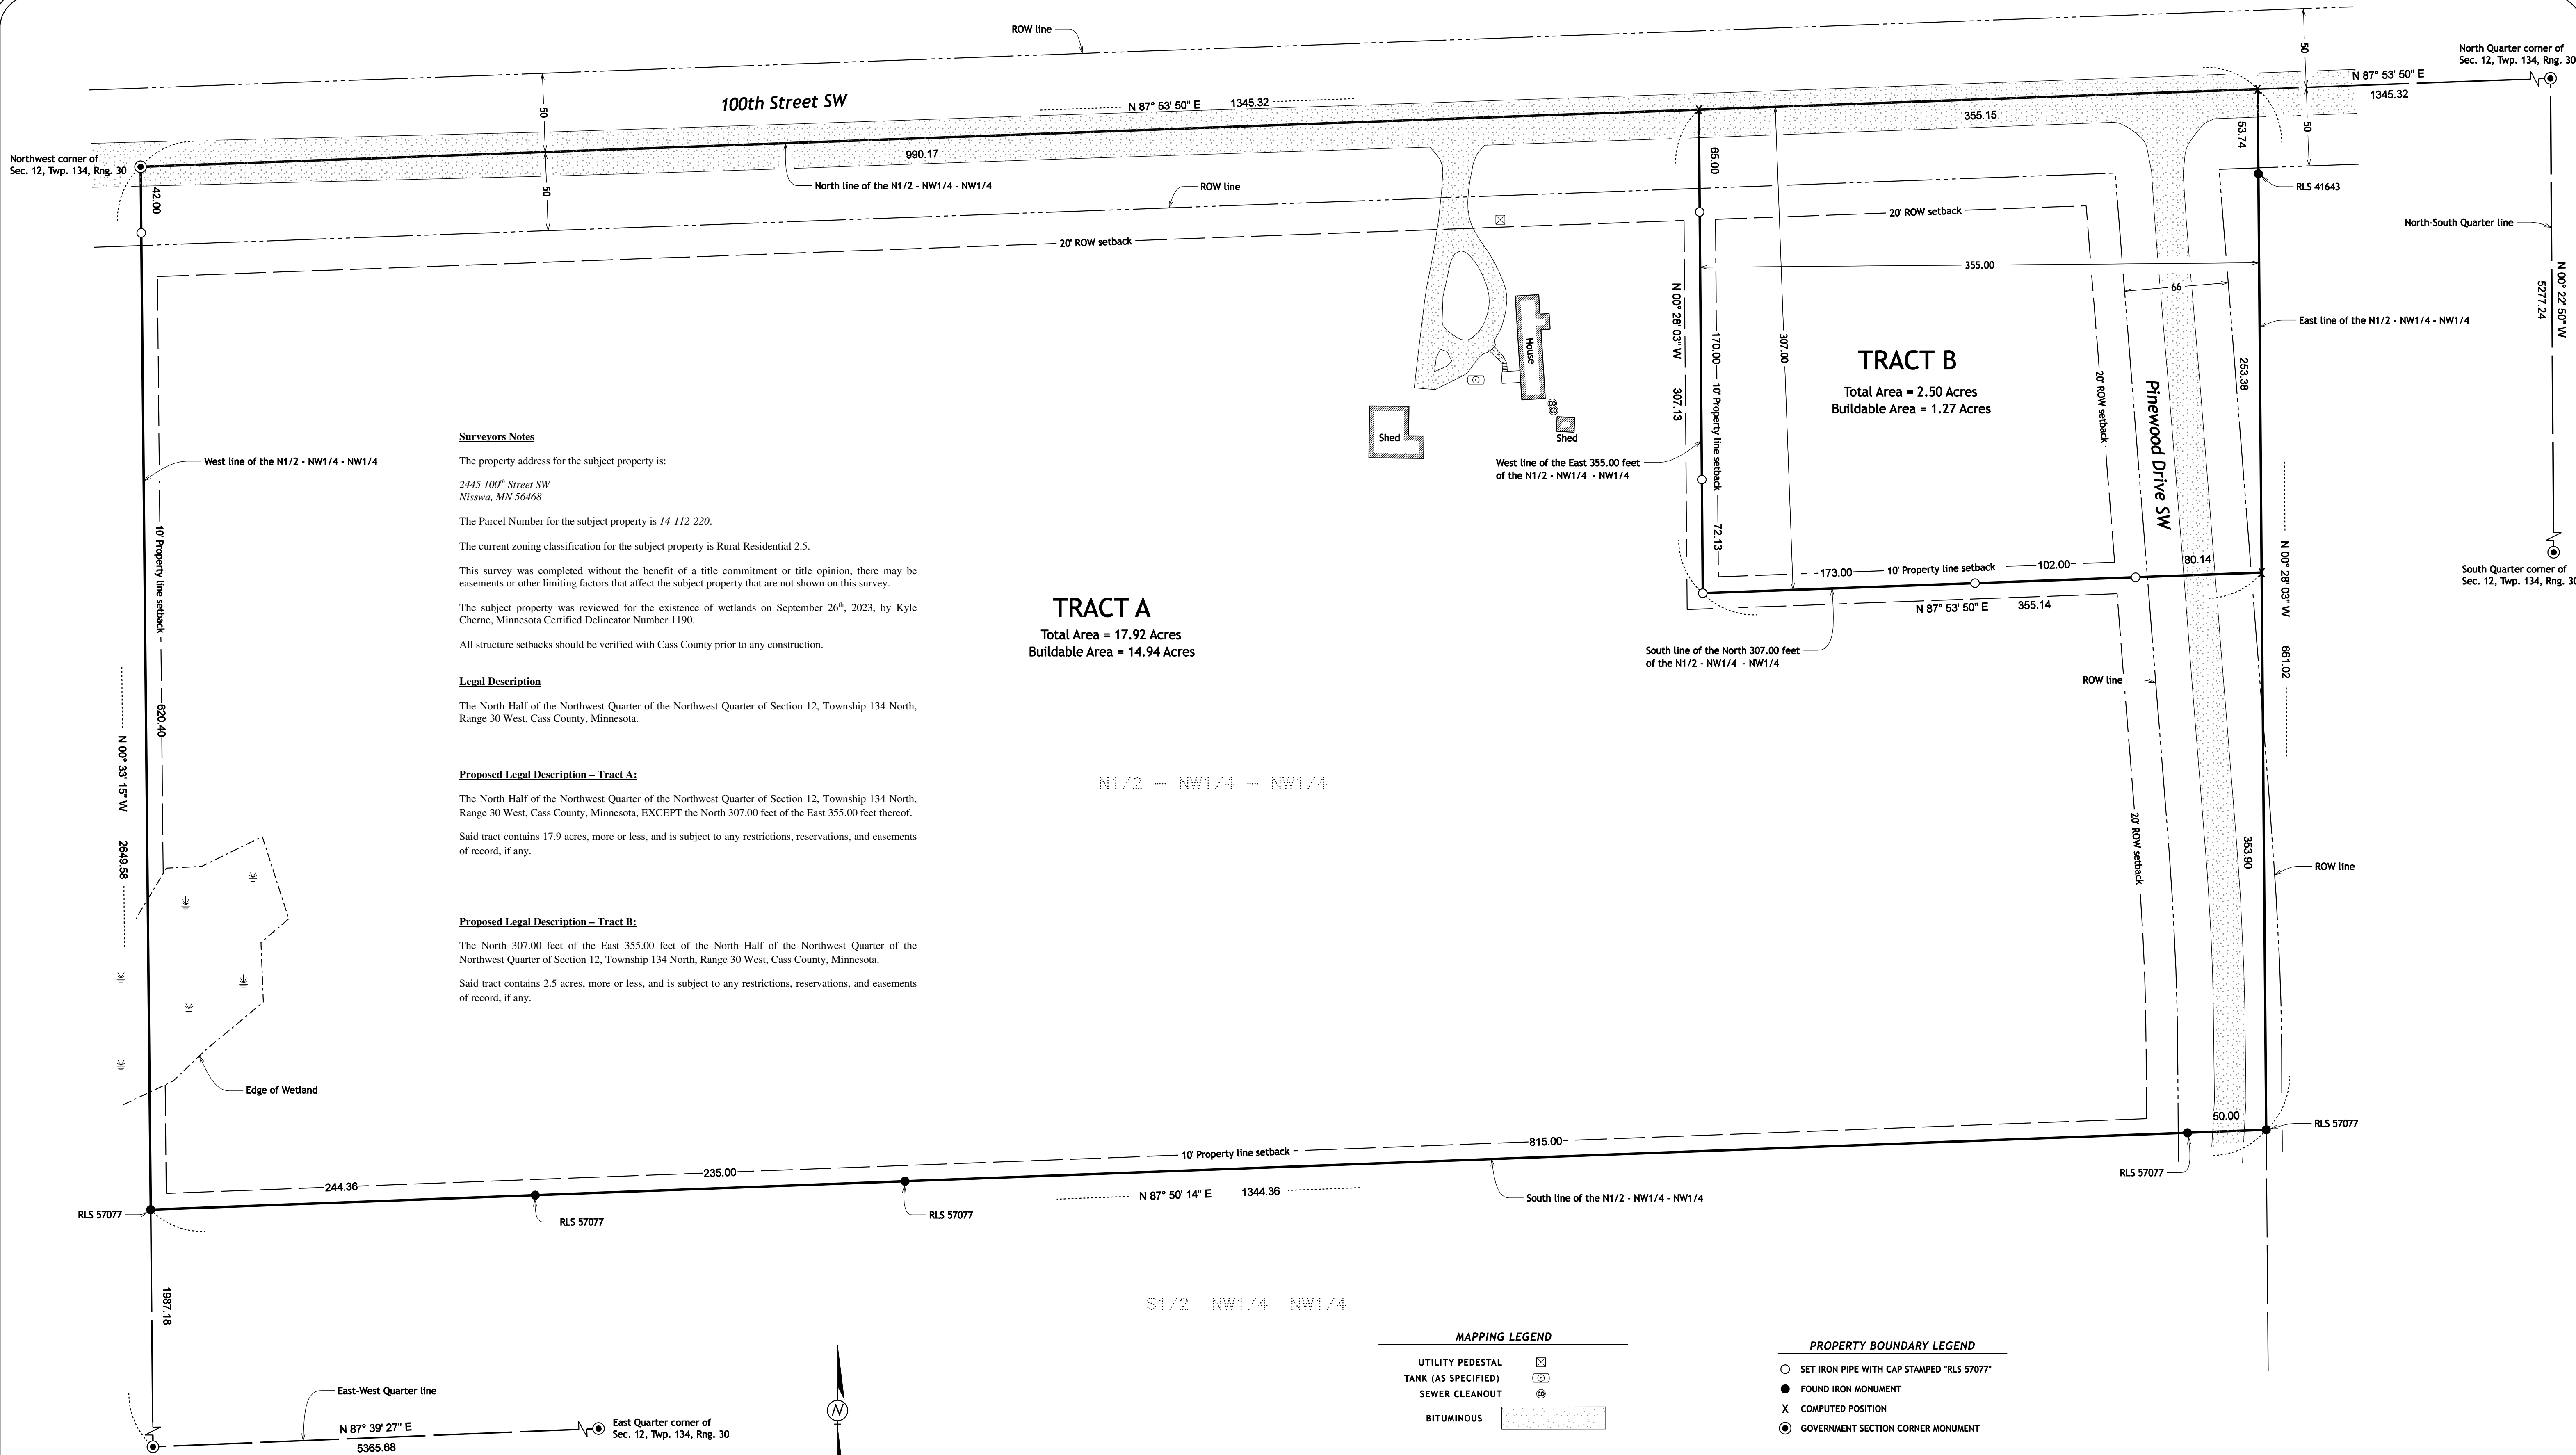 ROW line
50
North Quarter corner of
Sec. 12, Twp. 134, Rng. 30
N 87° 53' 50" E
1345.32
100th Street SW
N 87° 53' 50" E 1345.32
50
50
355.15
53.74
990.17
65.00
Northwest corner of
Sec. 12, Twp. 134, Rng. 30
42.00
North line of the N1/2 - NW1/4 - NW1/4
ROW line
50
RLS 41643
20' ROW setback
20' ROW setback
North-South Quarter line
355.00
66
N 00° 22' 50" W
5277.24
N 00° 28' 03" W 307.13
170.00
10' Property line setback
72.13
307.00
East line of the N1/2 - NW1/4 - NW1/4
House
TRACT B
Total Area = 2.50 Acres
Buildable Area = 1.27 Acres
20' ROW setback
Pinewood Drive SW
253.38
Shed
Shed
West line of the East 355.00 feet
of the N1/2 - NW1/4 - NW1/4
West line of the N1/2 - NW1/4 - NW1/4
10' Property line setback
620.40
N 00° 33' 15" W 2649.58
Surveyors Notes
The property address for the subject property is:
2445 100th Street SW
Nisswa, MN 56468
The Parcel Number for the subject property is 14-112-220.
The current zoning classification for the subject property is Rural Residential 2.5.
This survey was completed without the benefit of a title commitment or title opinion, there may be
easements or other limiting factors that affect the subject property that are not shown on this survey.
The subject property was reviewed for the existence of wetlands on September 26th, 2023, by Kyle
Cherne, Minnesota Certified Delineator Number 1190.
All structure setbacks should be verified with Cass County prior to any construction.
Legal Description
The North Half of the Northwest Quarter of the Northwest Quarter of Section 12, Township 134 North,
Range 30 West, Cass County, Minnesota.
Proposed Legal Description – Tract A:
The North Half of the Northwest Quarter of the Northwest Quarter of Section 12, Township 134 North,
Range 30 West, Cass County, Minnesota, EXCEPT the North 307.00 feet of the East 355.00 feet thereof.
Said tract contains 17.9 acres, more or less, and is subject to any restrictions, reservations, and easements
of record, if any.
Proposed Legal Description – Tract B:
The North 307.00 feet of the East 355.00 feet of the North Half of the Northwest Quarter of the
Northwest Quarter of Section 12, Township 134 North, Range 30 West, Cass County, Minnesota.
Said tract contains 2.5 acres, more or less, and is subject to any restrictions, reservations, and easements
of record, if any.
TRACT A
Total Area = 17.92 Acres
Buildable Area = 14.94 Acres
173.00
10' Property line setback
102.00
80.14
N 87° 53' 50" E 355.14
South line of the North 307.00 feet
of the N1/2 - NW1/4 - NW1/4
South Quarter corner of
Sec. 12, Twp. 134, Rng. 30
N 00° 28' 03" W 661.02
ROW line
N1/2 - NW1/4 - NW1/4
20' ROW setback
353.90
ROW line
Edge of Wetland
50.00
RLS 57077
815.00
10' Property line setback
235.00
244.36
RLS 57077
RLS 57077
RLS 57077
RLS 57077
N 87° 50' 14" E 1344.36
South line of the N1/2 - NW1/4 - NW1/4
1987.18
S1/2 NW1/4 NW1/4
East-West Quarter line
N 87° 39' 27" E
5365.68
East Quarter corner of
Sec. 12, Twp. 134, Rng. 30
N
MAPPING LEGEND
UTILITY PEDESTAL
TANK (AS SPECIFIED)
SEWER CLEANOUT
BITUMINOUS
PROPERTY BOUNDARY LEGEND
SET IRON PIPE WITH CAP STAMPED "RLS 57077"
FOUND IRON MONUMENT
X COMPUTED POSITION
GOVERNMENT SECTION CORNER MONUMENT